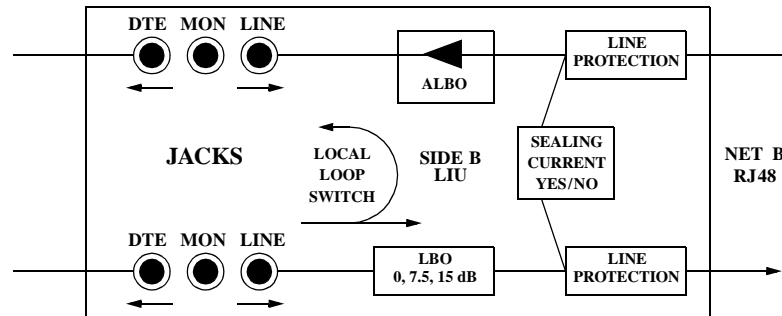 DTE MON LINE
ALBO
LINE
PROTECTION
JACKS
LOCAL
LOOP
SWITCH
SIDE B
LIU
SEALING
CURRENT
YES/NO
NET B
RJ48
DTE MON LINE
LBO
0, 7.5, 15 dB
LINE
PROTECTION